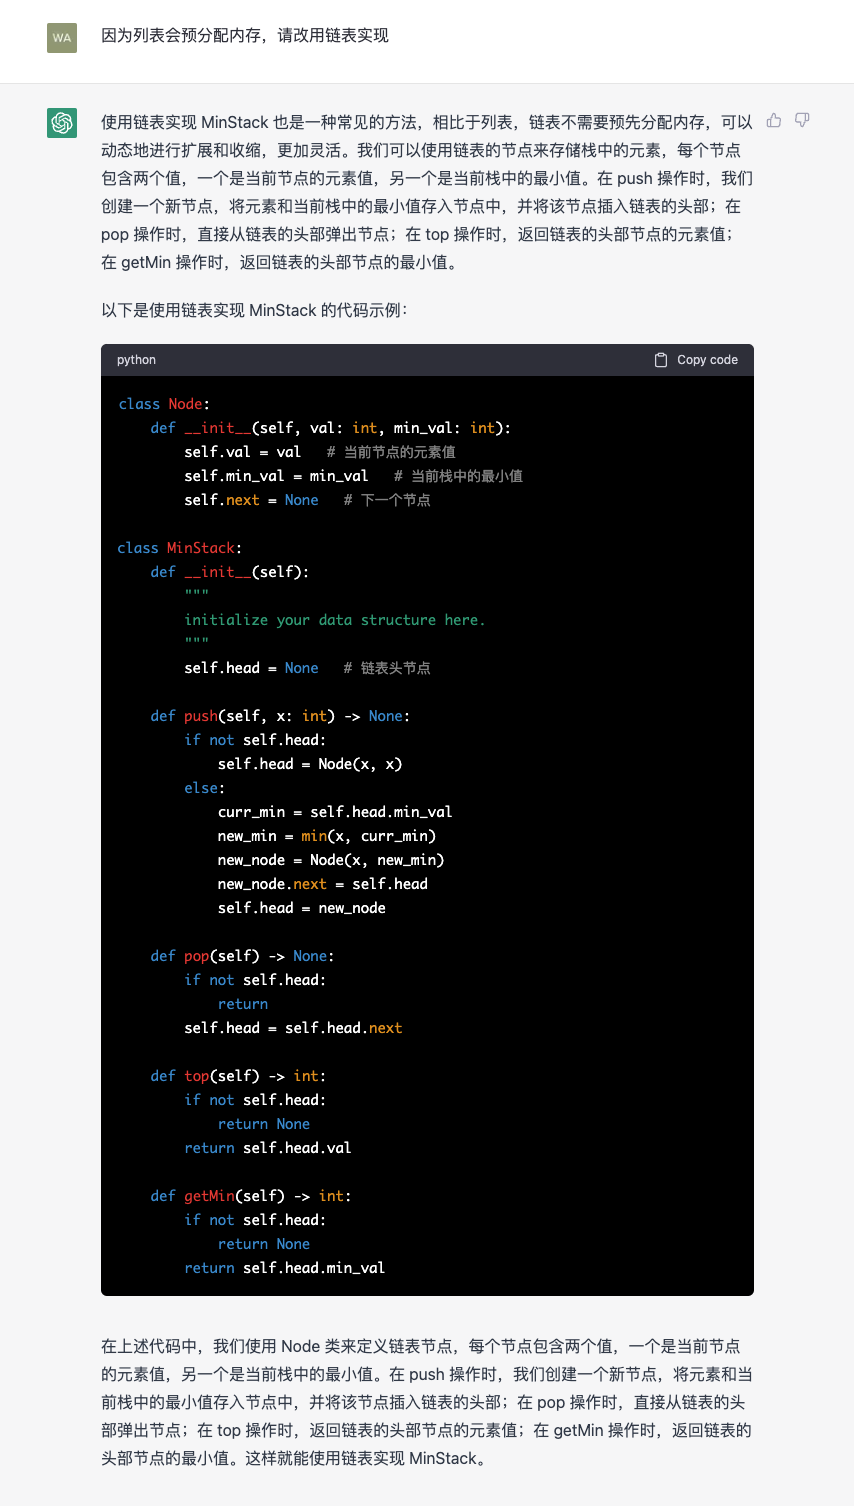 WA
因为列表会预分配内存，请改用链表实现
使用链表实现 MinStack 也是一种常见的方法，相比于列表，链表不需要预先分配内存，可以
动态地进行扩展和收缩，更加灵活。我们可以使用链表的节点来存储栈中的元素，每个节点
包含两个值，一个是当前节点的元素值，另一个是当前栈中的最小值。在 push 操作时，我们
创建一个新节点，将元素和当前栈中的最小值存入节点中，并将该节点插入链表的头部；在
pop 操作时，直接从链表的头部弹出节点；在 top 操作时，返回链表的头部节点的元素值；
在 getMin 操作时，返回链表的头部节点的最小值。
以下是使用链表实现 MinStack 的代码示例：
python Copy code
class Node:
    def __init__(self, val: int, min_val: int):
        self.val = val   # 当前节点的元素值
        self.min_val = min_val   # 当前栈中的最小值
        self.next = None   # 下一个节点
class MinStack:
    def __init__(self):
        """
        initialize your data structure here.
        """
        self.head = None   # 链表头节点
    def push(self, x: int) -> None:
        if not self.head:
            self.head = Node(x, x)
        else:
            curr_min = self.head.min_val
            new_min = min(x, curr_min)
            new_node = Node(x, new_min)
            new_node.next = self.head
            self.head = new_node
    def pop(self) -> None:
        if not self.head:
            return
        self.head = self.head.next
    def top(self) -> int:
        if not self.head:
            return None
        return self.head.val
    def getMin(self) -> int:
        if not self.head:
            return None
        return self.head.min_val
在上述代码中，我们使用 Node 类来定义链表节点，每个节点包含两个值，一个是当前节点
的元素值，另一个是当前栈中的最小值。在 push 操作时，我们创建一个新节点，将元素和当
前栈中的最小值存入节点中，并将该节点插入链表的头部；在 pop 操作时，直接从链表的头
部弹出节点；在 top 操作时，返回链表的头部节点的元素值；在 getMin 操作时，返回链表的
头部节点的最小值。这样就能使用链表实现 MinStack。